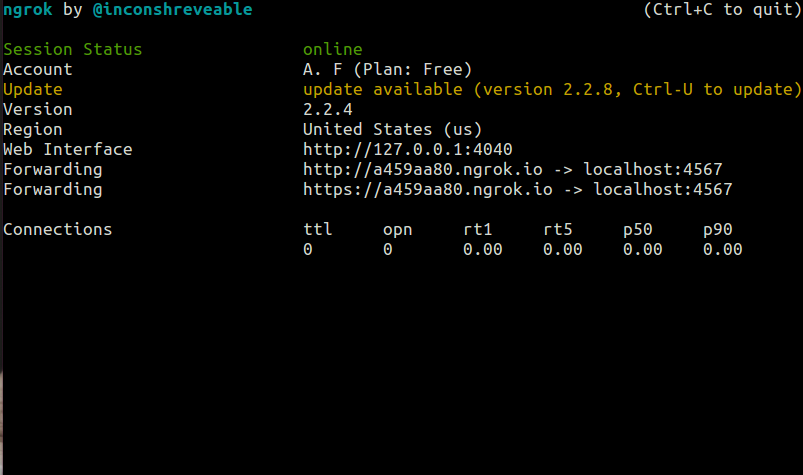 ngrok by @inconshreveable (Ctrl+C to quit)
Session Status online
Account A. F (Plan: Free)
Update update available (version 2.2.8, Ctrl-U to update)
Version 2.2.4
Region United States (us)
Web Interface http://127.0.0.1:4040
Forwarding http://a459aa80.ngrok.io -> localhost:4567
Forwarding https://a459aa80.ngrok.io -> localhost:4567
Connections ttl opn rt1 rt5 p50 p90
0 0 0.00 0.00 0.00 0.00